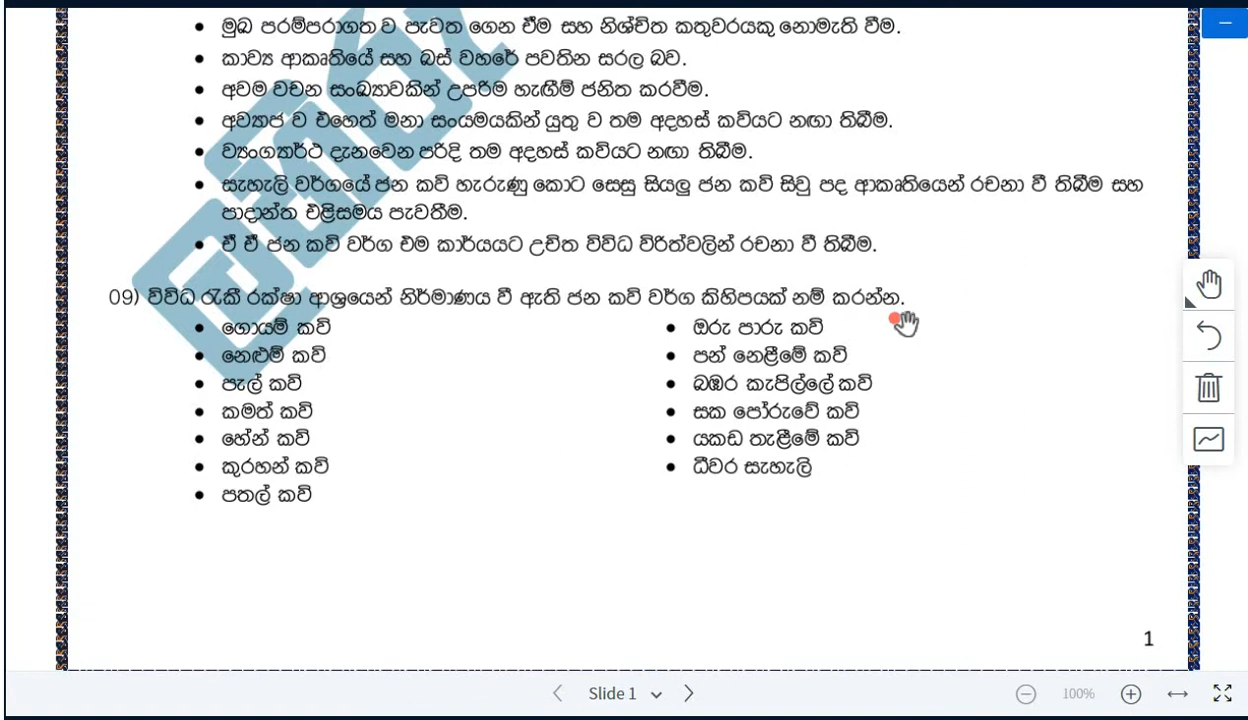 • මුඛ පරම්පරාගත ව පැවත ගෙන ඒම සහ නිශ්චිත කතුවරයකු නොමැති වීම.
• කාව්‍ය ආකෘතියේ සහ බස් වහරේ පවතින සරල බව.
• අවම වචන සංඛ්‍යාවකින් උපරිම හැඟීම් ජනිත කරවීම.
• අව්‍යාජ ව එහෙත් මනා සංයමයකින් යුතු ව තම අදහස් කවියට නඟා තිබීම.
• ව්‍යංග්‍යාර්ථ දැනවෙන පරිදි තම අදහස් කවියට නඟා තිබීම.
• සැහැලි වර්ගයේ ජන කවි හැරුණු කොට සෙසු සියලු ජන කවි සිවු පද ආකෘතියෙන් රචනා වී තිබීම සහ
පාදාන්ත එළිසමය පැවතීම.
• ඒ ඒ ජන කවි වර්ග එම කාර්යයට උචිත විවිධ විරිත්වලින් රචනා වී තිබීම.
09) විවිධ රැකී රක්ෂා ආශ්‍රයෙන් නිර්මාණය වී ඇති ජන කවි වර්ග කිහිපයක් නම් කරන්න.
• ගොයම් කවි
• නෙළුම් කවි
• පැල් කවි
• කමත් කවි
• හේන් කවි
• කුරහන් කවි
• පතල් කවි
• ඔරු පාරු කවි
• පන් නෙළීමේ කවි
• බඹර කැපිල්ලේ කවි
• සක පෝරුවේ කවි
• යකඩ තැළීමේ කවි
• ධීවර සැහැලි
1
Slide 1
100%